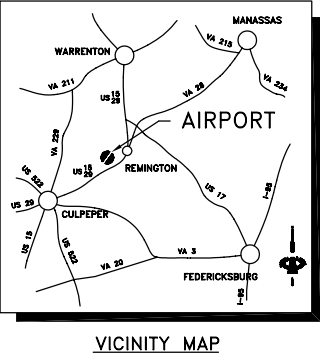 MANASSAS
VA 215
WARRENTON
VA 211
VA 28
VA 234
US 15
29
AIRPORT
VA 229
US 15
29
REMINGTON
US 522
US 17
I-95
US 29
CULPEPER
US 15
US 522
VA 3
VA 20
FEDERICKSBURG
I-95
VICINITY MAP